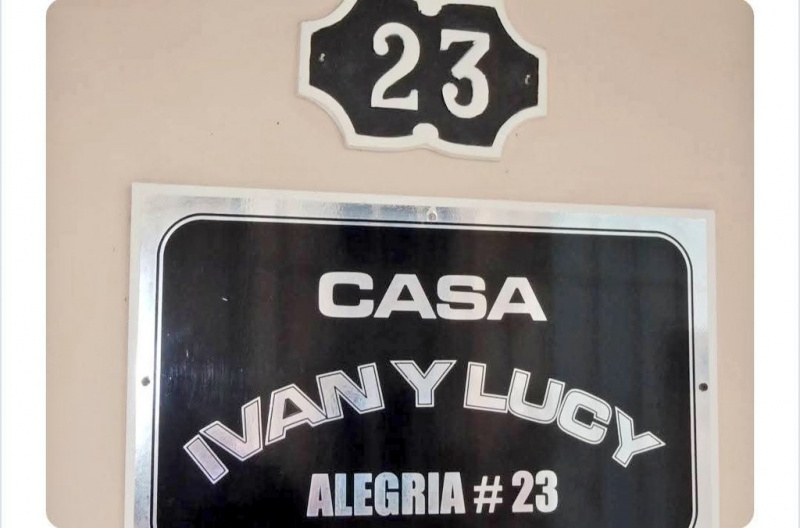 23
CASA
IVAN Y LUCY
ALEGRIA # 23